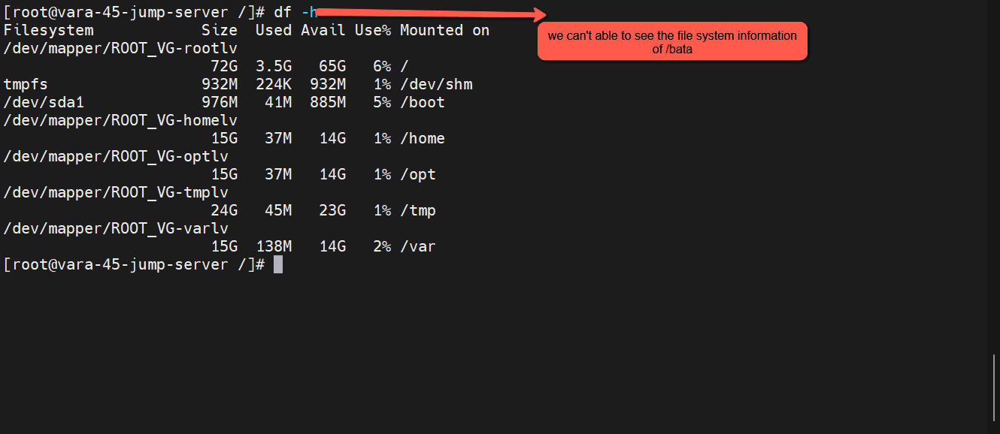 [root@vara-45-jump-server /]# df -h
we can't able to see the file system information
of /bata
Filesystem            Size  Used Avail Use% Mounted on
/dev/mapper/ROOT_VG-rootlv
                       72G  3.5G   65G   6% /
tmpfs                 932M  224K  932M   1% /dev/shm
/dev/sda1             976M   41M  885M   5% /boot
/dev/mapper/ROOT_VG-homelv
                       15G   37M   14G   1% /home
/dev/mapper/ROOT_VG-optlv
                       15G   37M   14G   1% /opt
/dev/mapper/ROOT_VG-tmplv
                       24G   45M   23G   1% /tmp
/dev/mapper/ROOT_VG-varlv
                       15G  138M   14G   2% /var
[root@vara-45-jump-server /]#